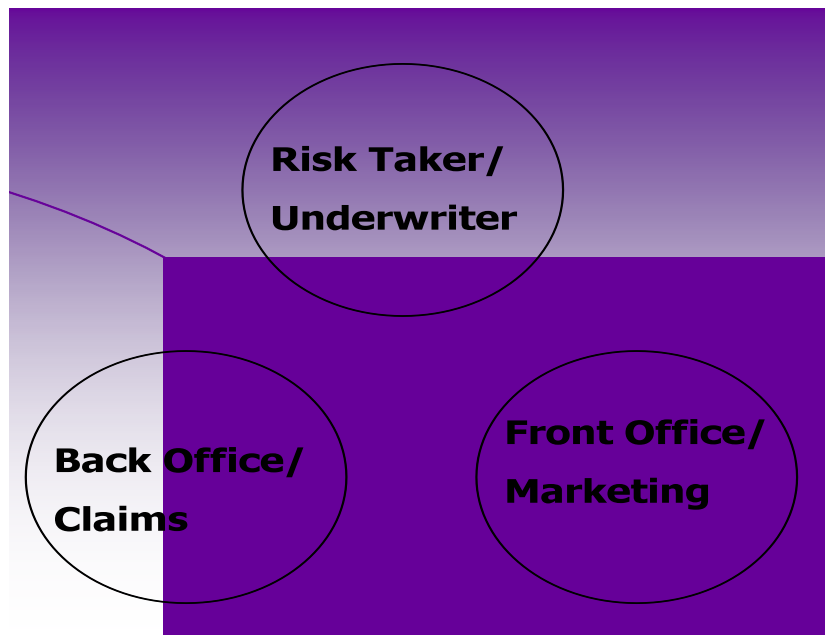 Risk Taker/
Underwriter
Back Office/
Claims
Front Office/
Marketing